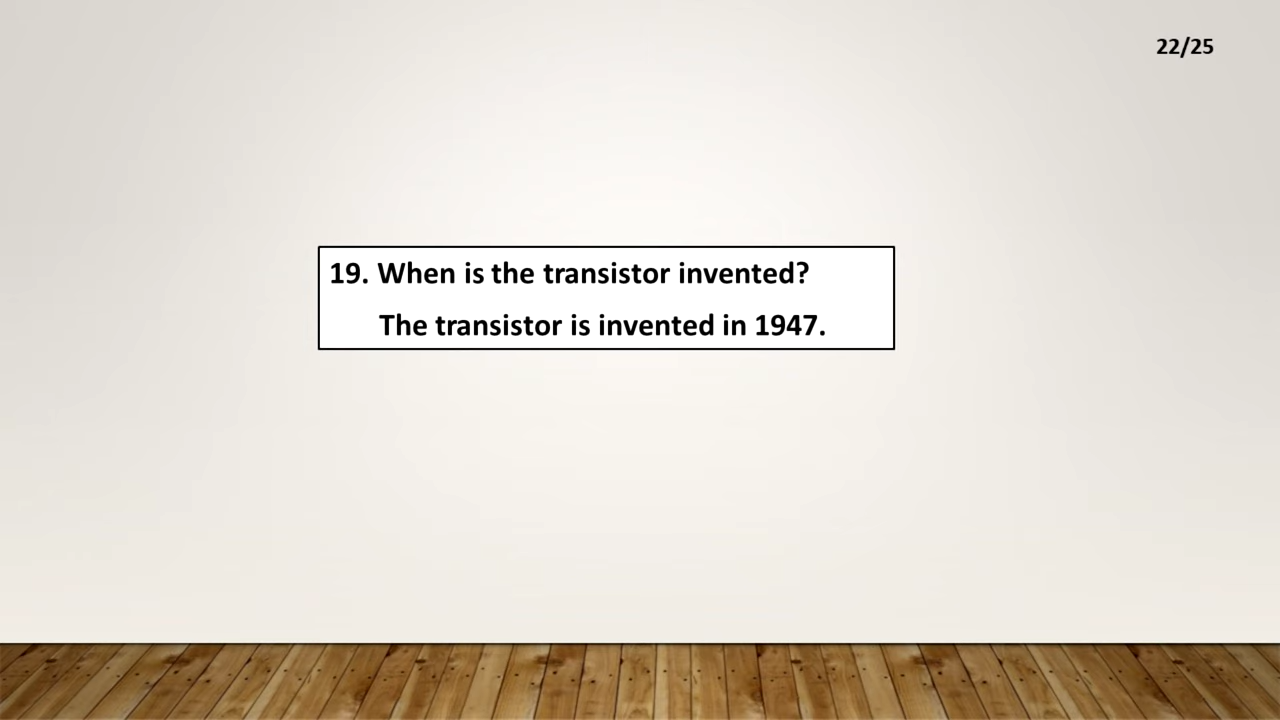 22/25
19. When is the transistor invented?
The transistor is invented in 1947.